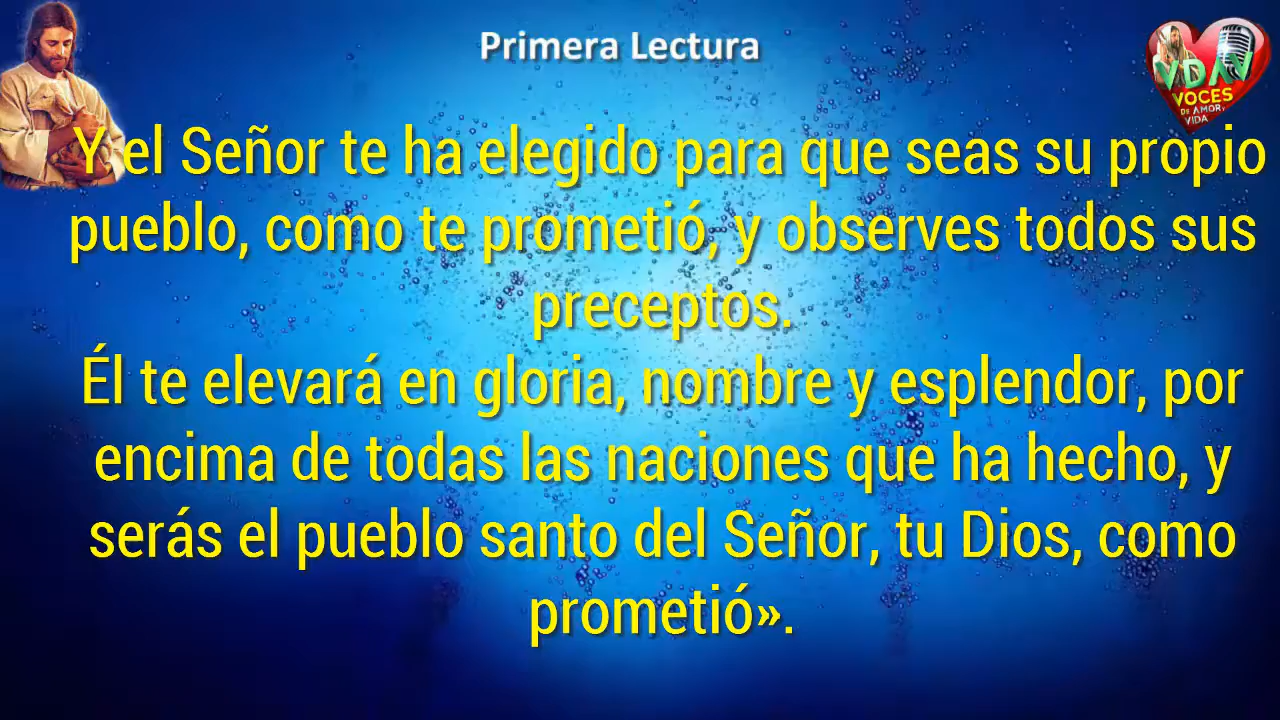 Primera Lectura
VDAV
VOCES
DE AMOR Y
VIDA
Y el Señor te ha elegido para que seas su propio
pueblo, como te prometió, y observes todos sus
preceptos.
Él te elevará en gloria, nombre y esplendor, por
encima de todas las naciones que ha hecho, y
serás el pueblo santo del Señor, tu Dios, como
prometió».